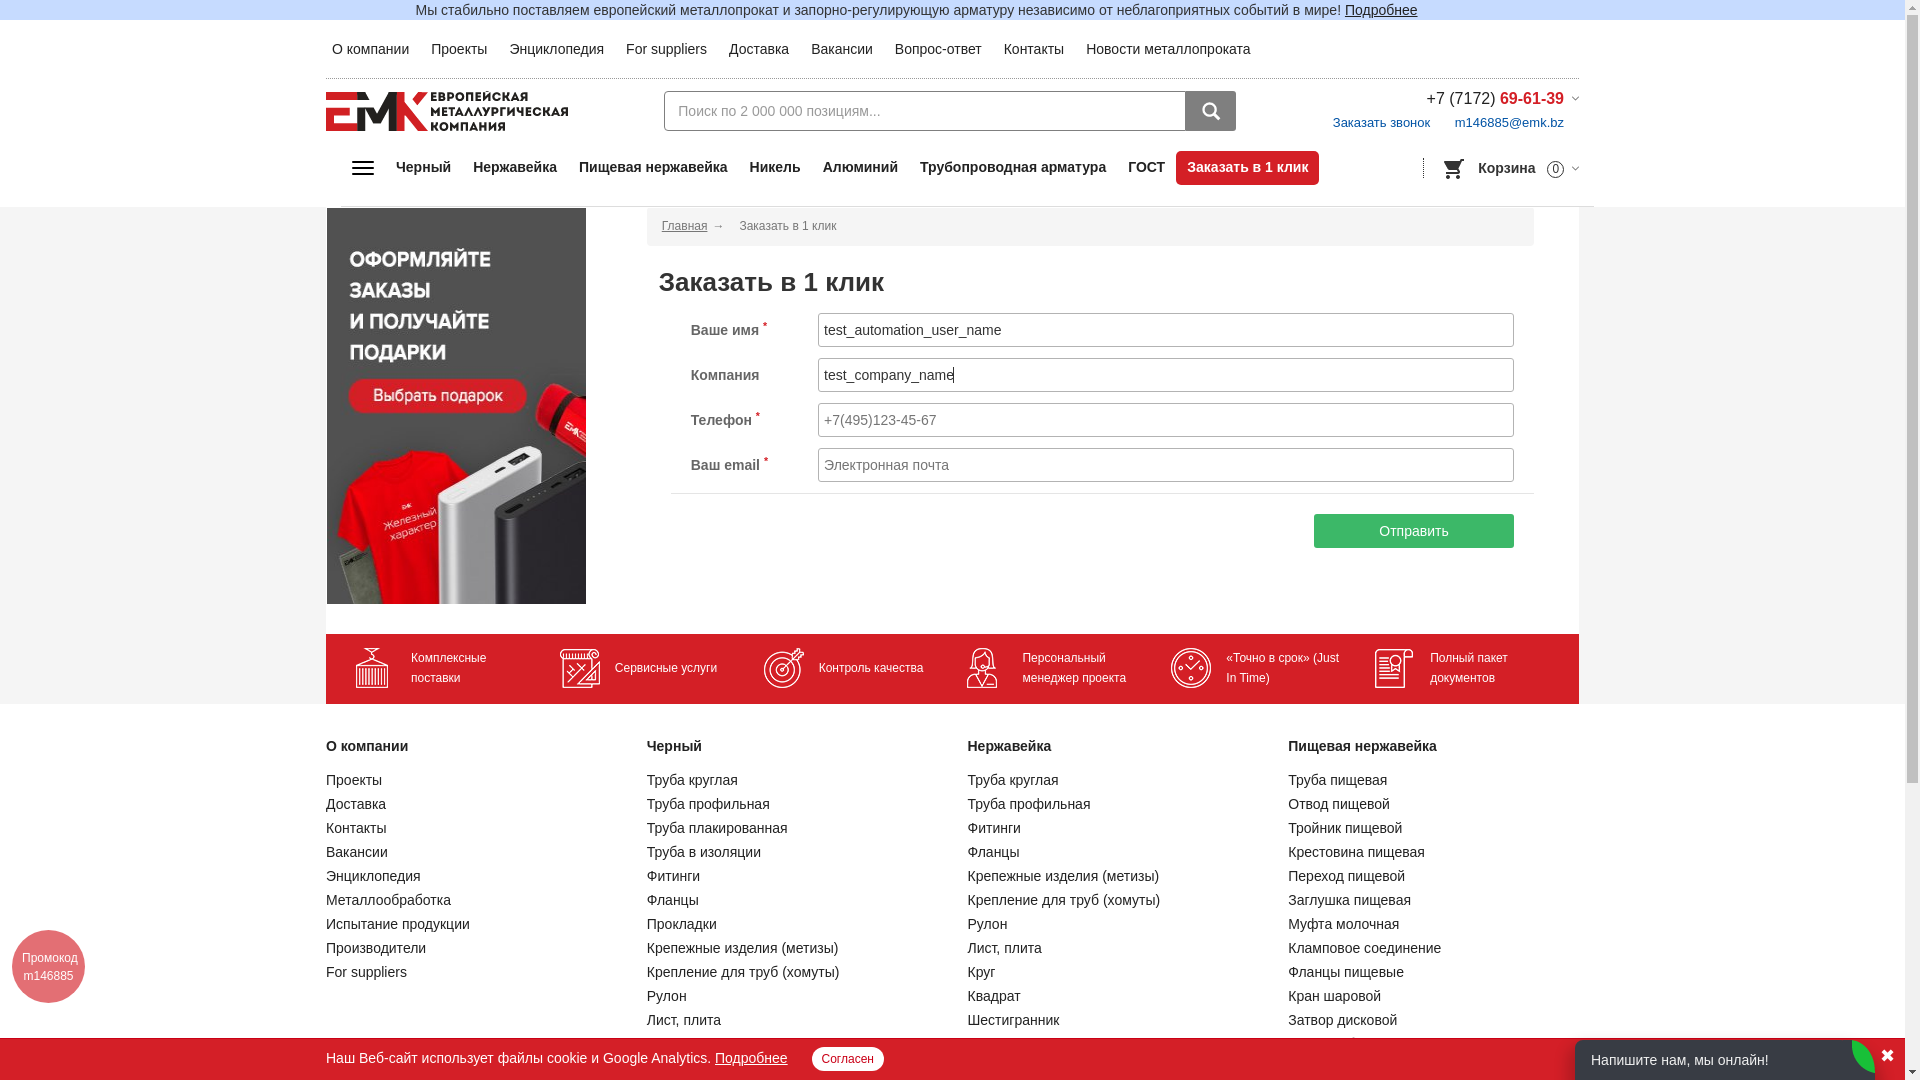 Мы стабильно поставляем европейский металлопрокат и запорно-регулирующую арматуру независимо от неблагоприятных событий в мире! Подробнее
О компании Проекты Энциклопедия For suppliers Доставка Вакансии Вопрос-ответ Контакты Новости металлопроката
ЕМК ЕВРОПЕЙСКАЯ
МЕТАЛЛУРГИЧЕСКАЯ
КОМПАНИЯ
Поиск по 2 000 000 позициям...
+7 (7172) 69-61-39
Заказать звонок m146885@emk.bz
Черный Нержавейка Пищевая нержавейка Никель Алюминий Трубопроводная арматура ГОСТ Заказать в 1 клик
Корзина 0
ОФОРМЛЯЙТЕ
ЗАКАЗЫ
И ПОЛУЧАЙТЕ
ПОДАРКИ
Выбрать подарок
ЕМК
Железный
характер
Главная → Заказать в 1 клик
Заказать в 1 клик
Ваше имя * test_automation_user_name
Компания test_company_name
Телефон * +7(495)123-45-67
Ваш email * Электронная почта
Отправить
Комплексные
поставки
Сервисные услуги
Контроль качества
Персональный
менеджер проекта
«Точно в срок» (Just
In Time)
Полный пакет
документов
О компании
Проекты
Доставка
Контакты
Вакансии
Энциклопедия
Металлообработка
Испытание продукции
Производители
For suppliers
Черный
Труба круглая
Труба профильная
Труба плакированная
Труба в изоляции
Фитинги
Фланцы
Прокладки
Крепежные изделия (метизы)
Крепление для труб (хомуты)
Рулон
Лист, плита
Нержавейка
Труба круглая
Труба профильная
Фитинги
Фланцы
Крепежные изделия (метизы)
Крепление для труб (хомуты)
Рулон
Лист, плита
Круг
Квадрат
Шестигранник
Пищевая нержавейка
Труба пищевая
Отвод пищевой
Тройник пищевой
Крестовина пищевая
Переход пищевой
Заглушка пищевая
Муфта молочная
Кламповое соединение
Фланцы пищевые
Кран шаровой
Затвор дисковой
Промокод
m146885
Наш Веб-сайт использует файлы cookie и Google Analytics. Подробнее Согласен
Напишите нам, мы онлайн!